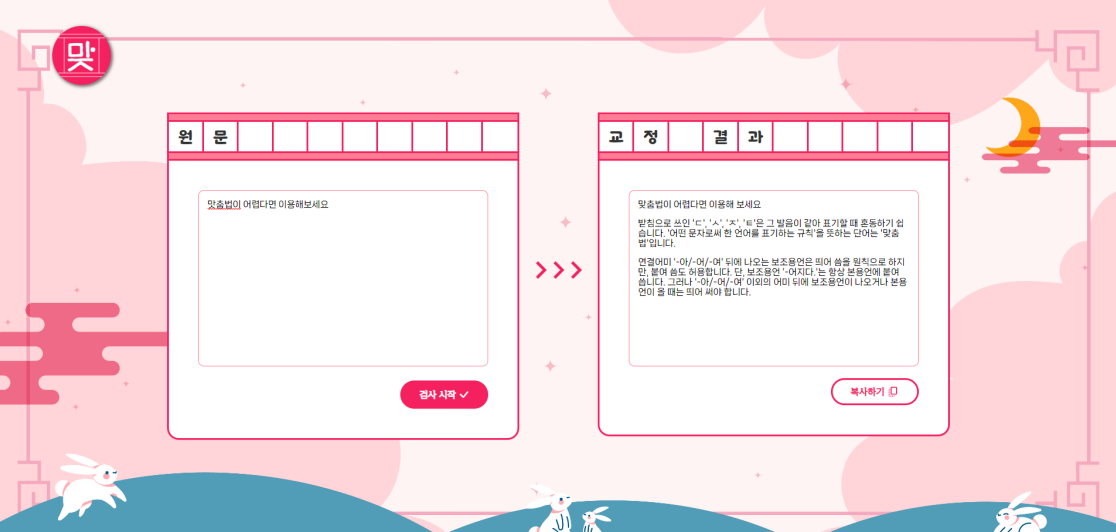 맞
원문
맞춤법이 어렵다면 이용해보세요
검사 시작
교정 결과
맞춤법이 어렵다면 이용해 보세요
받침으로 쓰인 'ㄷ', 'ㅅ', 'ㅈ', 'ㅌ'은 그 발음이 같아 표기할 때 혼동하기 쉽
습니다. '어떤 문자로써 한 언어를 표기하는 규칙'을 뜻하는 단어는 '맞춤
법'입니다.
연결어미 '-아/-어/-여' 뒤에 나오는 보조용언은 띄어 씀을 원칙으로 하지
만, 붙여 씀도 허용합니다. 단, 보조용언 '-어지다.'는 항상 본용언에 붙여
씁니다. 그러나 '-아/-어/-여' 이외의 어미 뒤에 보조용언이 나오거나 본용
언이 올 때는 띄어 써야 합니다.
복사하기